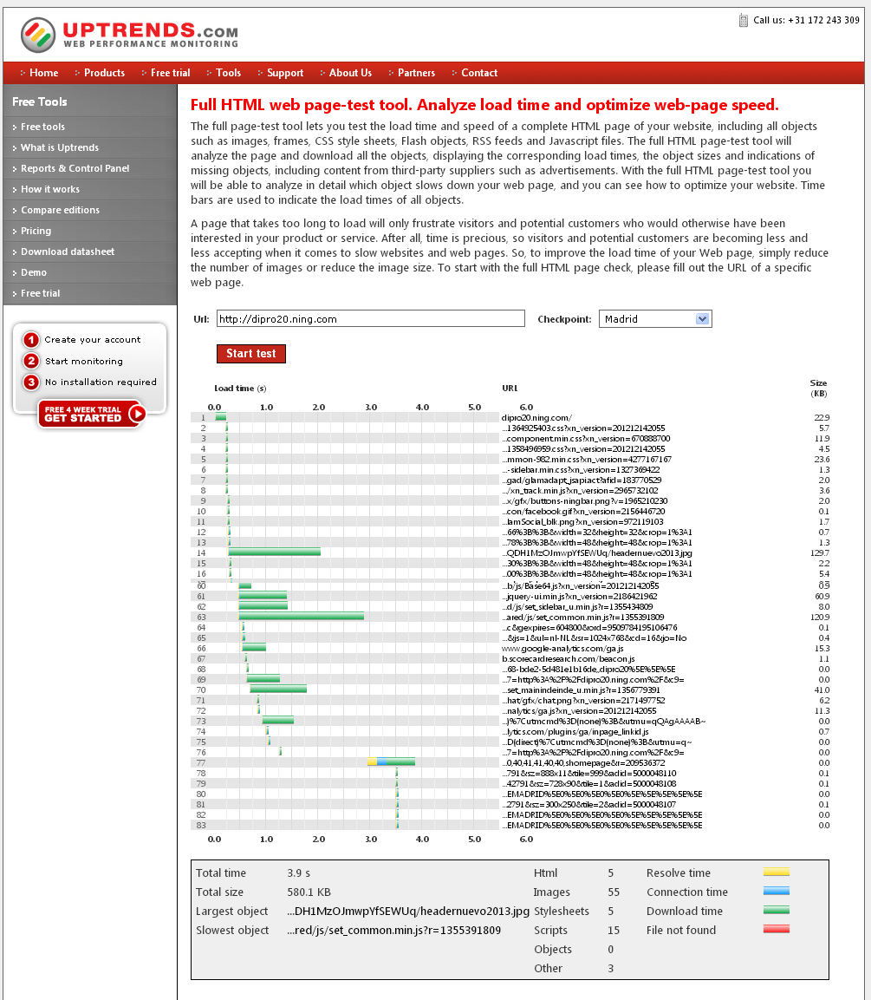 UPTRENDS.COM
WEB PERFORMANCE MONITORING
Call us: +31 172 243 309
Home Products Free trial Tools Support About Us Partners Contact
Free Tools
Free tools
What is Uptrends
Reports & Control Panel
How it works
Compare editions
Pricing
Download datasheet
Demo
Free trial
1 Create your account
2 Start monitoring
3 No installation required
FREE 4 WEEK TRIAL
GET STARTED
Full HTML web page-test tool. Analyze load time and optimize web-page speed.
The full page-test tool lets you test the load time and speed of a complete HTML page of your website, including all objects
such as images, frames, CSS style sheets, Flash objects, RSS feeds and Javascript files. The full HTML page-test tool will
analyze the page and download all the objects, displaying the corresponding load times, the object sizes and indications of
missing objects, including content from third-party suppliers such as advertisements. With the full HTML page-test tool you
will be able to analyze in detail which object slows down your web page, and you can see how to optimize your website. Time
bars are used to indicate the load times of all objects.
A page that takes too long to load will only frustrate visitors and potential customers who would otherwise have been
interested in your product or service. After all, time is precious, so visitors and potential customers are becoming less and
less accepting when it comes to slow websites and web pages. So, to improve the load time of your Web page, simply reduce
the number of images or reduce the image size. To start with the full HTML page check, please fill out the URL of a specific
web page.
Url: http://dipro20.ning.com Checkpoint: Madrid
Start test
load time (s) URL Size
(KB)
0.0 1.0 2.0 3.0 4.0 5.0 6.0
1 dipro20.ning.com/ 22.9
2 ...1364925403.css?xn_version=201212142055 5.7
3 ...component.min.css?xn_version=670888700 11.9
4 ...1358496959.css?xn_version=201212142055 4.5
5 ...mmon-982.min.css?xn_version=4277167167 23.6
6 ...-sidebar.min.css?xn_version=1327369422 1.3
7 ...gad/glamadapt_jsapi.act?afid=183770529 2.0
8 .../xn_track.min.js?xn_version=2965732102 3.6
9 ...x/gfx/buttons-ningbar.png?v=1965210230 2.0
10 ...con/facebook.gif?xn_version=2156446720 0.1
11 ...lamSocial_blk.png?xn_version=972119103 1.7
12 ...66%3B%3B&width=32&height=32&crop=1%3A1 0.7
13 ...78%3B%3B&width=48&height=48&crop=1%3A1 1.3
14 ...QDH1MzOJmwpYfSEWUq/headernuevo2013.jpg 129.7
15 ...30%3B%3B&width=48&height=48&crop=1%3A1 2.2
16 ...00%3B%3B&width=48&height=48&crop=1%3A1 5.4
60 ...b/js/Base64.js?xn_version=201212142055 0.9
61 ...jquery-ui.min.js?xn_version=2186421962 60.9
62 ...d/js/set_sidebar_u.min.js?r=1355434809 8.0
63 ...ared/js/set_common.min.js?r=1355391809 120.9
64 ...c&gexpires=604800&ord=9509784195106476 0.1
65 ...&js=1&ul=nl-NL&sr=1024x768&cd=16&jo=No 0.4
66 www.google-analytics.com/ga.js 15.3
67 b.scorecardresearch.com/beacon.js 1.1
68 ...68-bde2-5d481e1b16de_dipro20%5E%5E%5E 0.0
69 ...7=http%3A%2F%2Fdipro20.ning.com%2F&c9= 0.0
70 ...set_mainindeinde_u.min.js?r=1356779391 41.0
71 ...hat/gfx/chat.png?xn_version=2171497752 6.2
72 ...nalytics/ga.js?xn_version=201212142055 11.3
73 ...)%7Cutmcmd%3D(none)%3B&utmu=qQAgAAAAB~ 0.0
74 ...lytics.com/plugins/ga/inpage_linkid.js 0.7
75 ...D(direct)%7Cutmcmd%3D(none)%3B&utmu=q~ 0.0
76 ...7=http%3A%2F%2Fdipro20.ning.com%2F&c9= 0.0
77 ...0,40,41,41,40,40,shomepage&r=209536372 0.0
78 ...791&sz=888x11&tile=999&adid=5000048110 0.1
79 ...42791&sz=728x90&tile=1&adid=5000048108 0.1
80 ...EMADRID%5E0%5E0%5E0%5E0%5E%5E%5E%5E%5E 0.0
81 ...2791&sz=300x250&tile=2&adid=5000048107 0.1
82 ...EMADRID%5E0%5E0%5E0%5E0%5E%5E%5E%5E%5E 0.0
83 ...EMADRID%5E0%5E0%5E0%5E0%5E%5E%5E%5E%5E 0.0
0.0 1.0 2.0 3.0 4.0 5.0 6.0
Total time 3.9 s Html 5 Resolve time
Total size 580.1 KB Images 55 Connection time
Largest object ...DH1MzOJmwpYfSEWUq/headernuevo2013.jpg Stylesheets 5 Download time
Slowest object ...red/js/set_common.min.js?r=1355391809 Scripts 15 File not found
Objects 0
Other 3